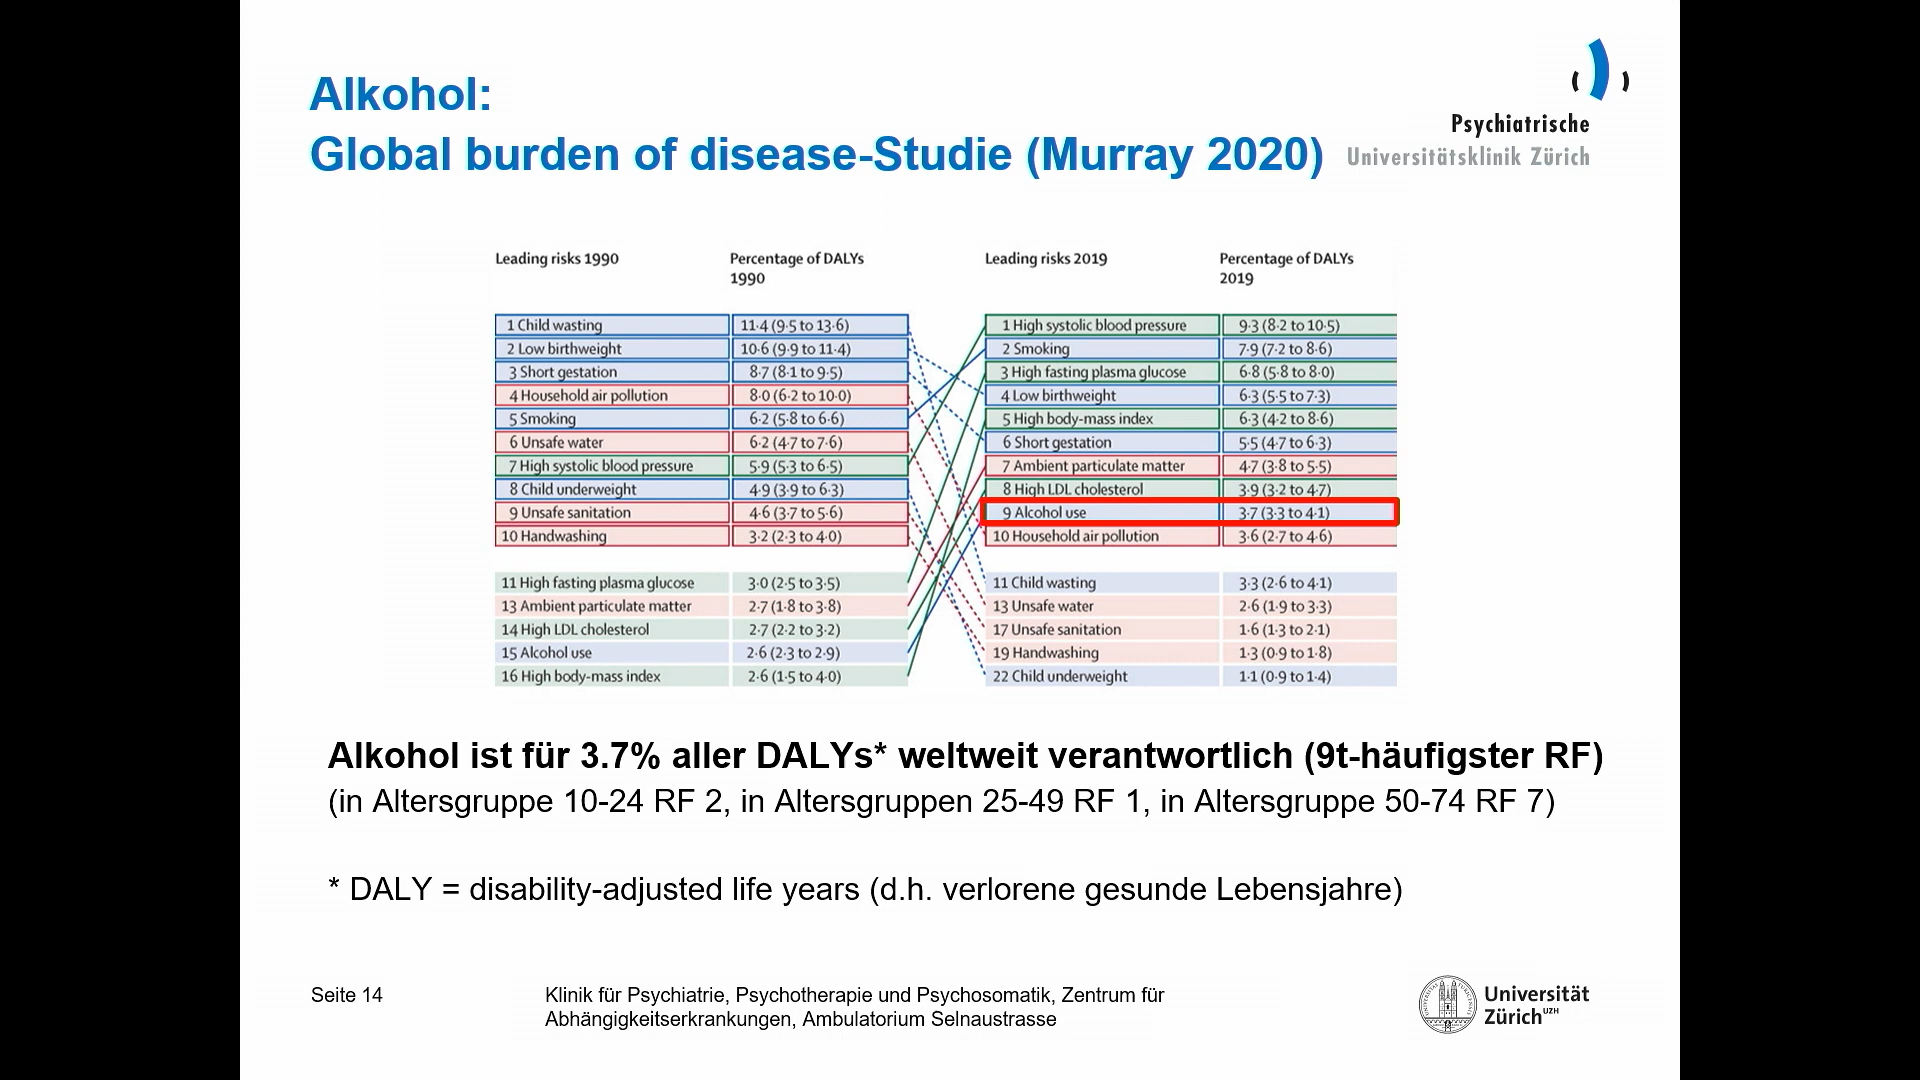 Alkohol:
Global burden of disease-Studie (Murray 2020)
Psychiatrische
Universitätsklinik Zürich
Leading risks 1990 Percentage of DALYs 1990 Leading risks 2019 Percentage of DALYs 2019
1 Child wasting 11·4 (9·5 to 13·6) 1 High systolic blood pressure 9·3 (8·2 to 10·5)
2 Low birthweight 10·6 (9·9 to 11·4) 2 Smoking 7·9 (7·2 to 8·6)
3 Short gestation 8·7 (8·1 to 9·5) 3 High fasting plasma glucose 6·8 (5·8 to 8·0)
4 Household air pollution 8·0 (6·2 to 10·0) 4 Low birthweight 6·3 (5·5 to 7·3)
5 Smoking 6·2 (5·8 to 6·6) 5 High body-mass index 6·3 (4·2 to 8·6)
6 Unsafe water 6·2 (4·7 to 7·6) 6 Short gestation 5·5 (4·7 to 6·3)
7 High systolic blood pressure 5·9 (5·3 to 6·5) 7 Ambient particulate matter 4·7 (3·8 to 5·5)
8 Child underweight 4·9 (3·9 to 6·3) 8 High LDL cholesterol 3·9 (3·2 to 4·7)
9 Unsafe sanitation 4·6 (3·7 to 5·6) 9 Alcohol use 3·7 (3·3 to 4·1)
10 Handwashing 3·2 (2·3 to 4·0) 10 Household air pollution 3·6 (2·7 to 4·6)
11 High fasting plasma glucose 3·0 (2·5 to 3·5) 11 Child wasting 3·3 (2·6 to 4·1)
13 Ambient particulate matter 2·7 (1·8 to 3·8) 13 Unsafe water 2·6 (1·9 to 3·3)
14 High LDL cholesterol 2·7 (2·2 to 3·2) 17 Unsafe sanitation 1·6 (1·3 to 2·1)
15 Alcohol use 2·6 (2·3 to 2·9) 19 Handwashing 1·3 (0·9 to 1·8)
16 High body-mass index 2·6 (1·5 to 4·0) 22 Child underweight 1·1 (0·9 to 1·4)
Alkohol ist für 3.7% aller DALYs* weltweit verantwortlich (9t-häufigster RF)
(in Altersgruppe 10-24 RF 2, in Altersgruppen 25-49 RF 1, in Altersgruppe 50-74 RF 7)
* DALY = disability-adjusted life years (d.h. verlorene gesunde Lebensjahre)
Seite 14
Klinik für Psychiatrie, Psychotherapie und Psychosomatik, Zentrum für
Abhängigkeitserkrankungen, Ambulatorium Selnaustrasse
Universität
Zürich UZH